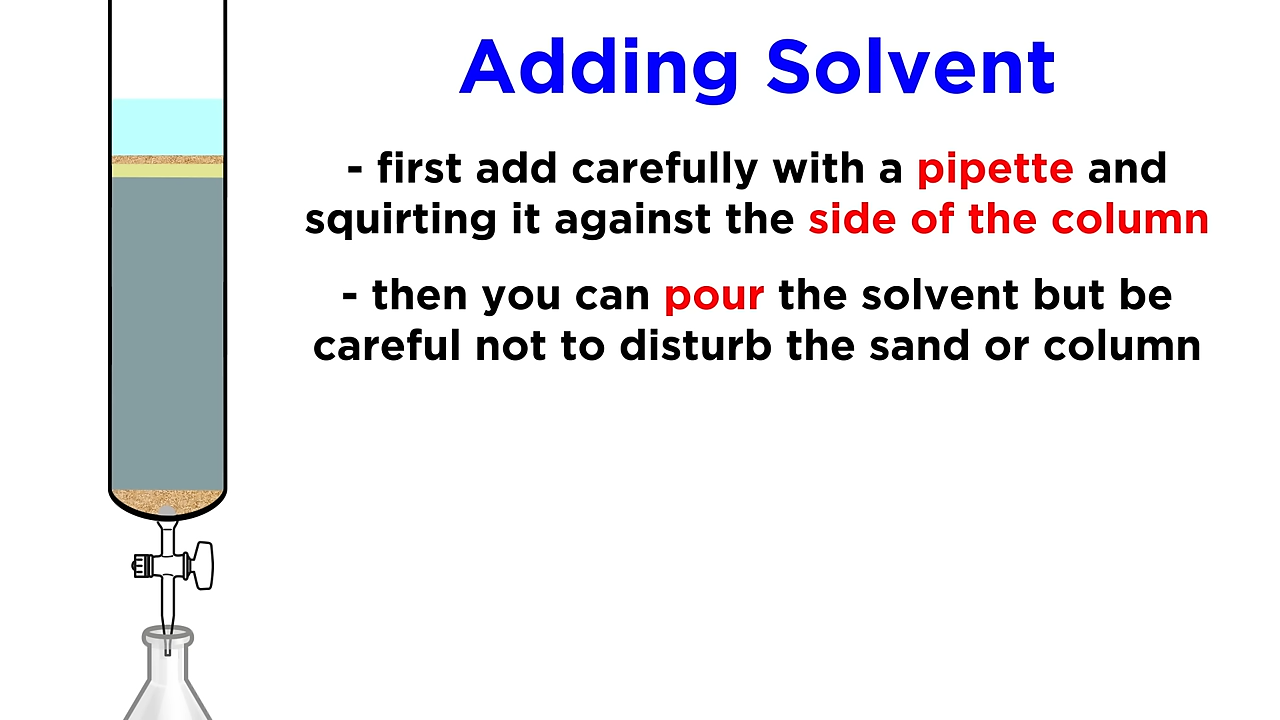 Adding Solvent
- first add carefully with a pipette and
squirting it against the side of the column
- then you can pour the solvent but be
careful not to disturb the sand or column